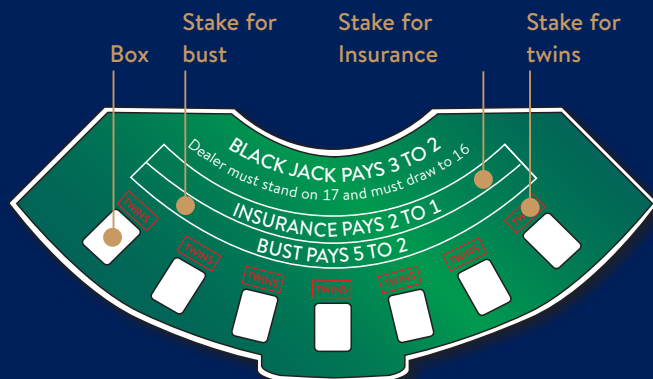 Stake for
bust
Stake for
Insurance
Stake for
twins
Box
BLACK JACK PAYS 3 TO 2
Dealer must stand on 17 and must draw to 16
INSURANCE PAYS 2 TO 1
BUST PAYS 5 TO 2
TWINS
TWINS
TWINS
TWINS
TWINS
TWINS
TWINS